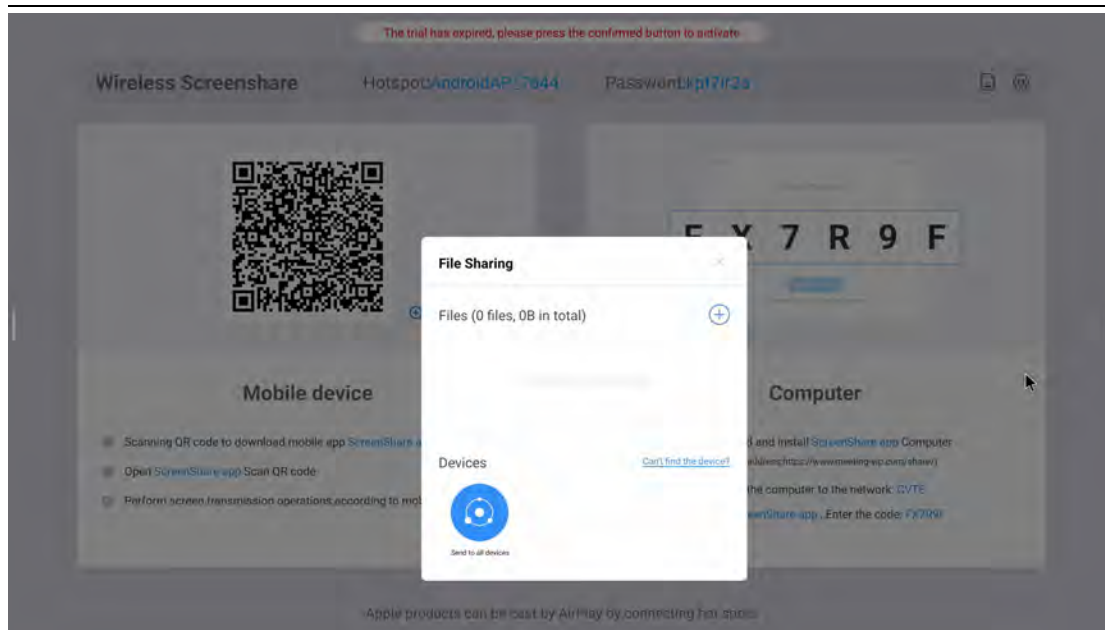 The trial has expired, please press the confirmed button to activate
Wireless Screenshare
Hotspot:AndroidAP_7644
Password:
FX7R9F
File Sharing
Files (0 files, 0B in total)
Devices
Can't find the device?
Send to all devices
Mobile device
Scanning QR code to download mobile app ScreenShare
Open ScreenShare app Scan QR code
Perform screen transmission operations according to
Computer
and install ScreenShare app Computer
the computer to the network: CVTE
app, Enter the code:
Apple products can be cast by AirPlay by connecting hot spots